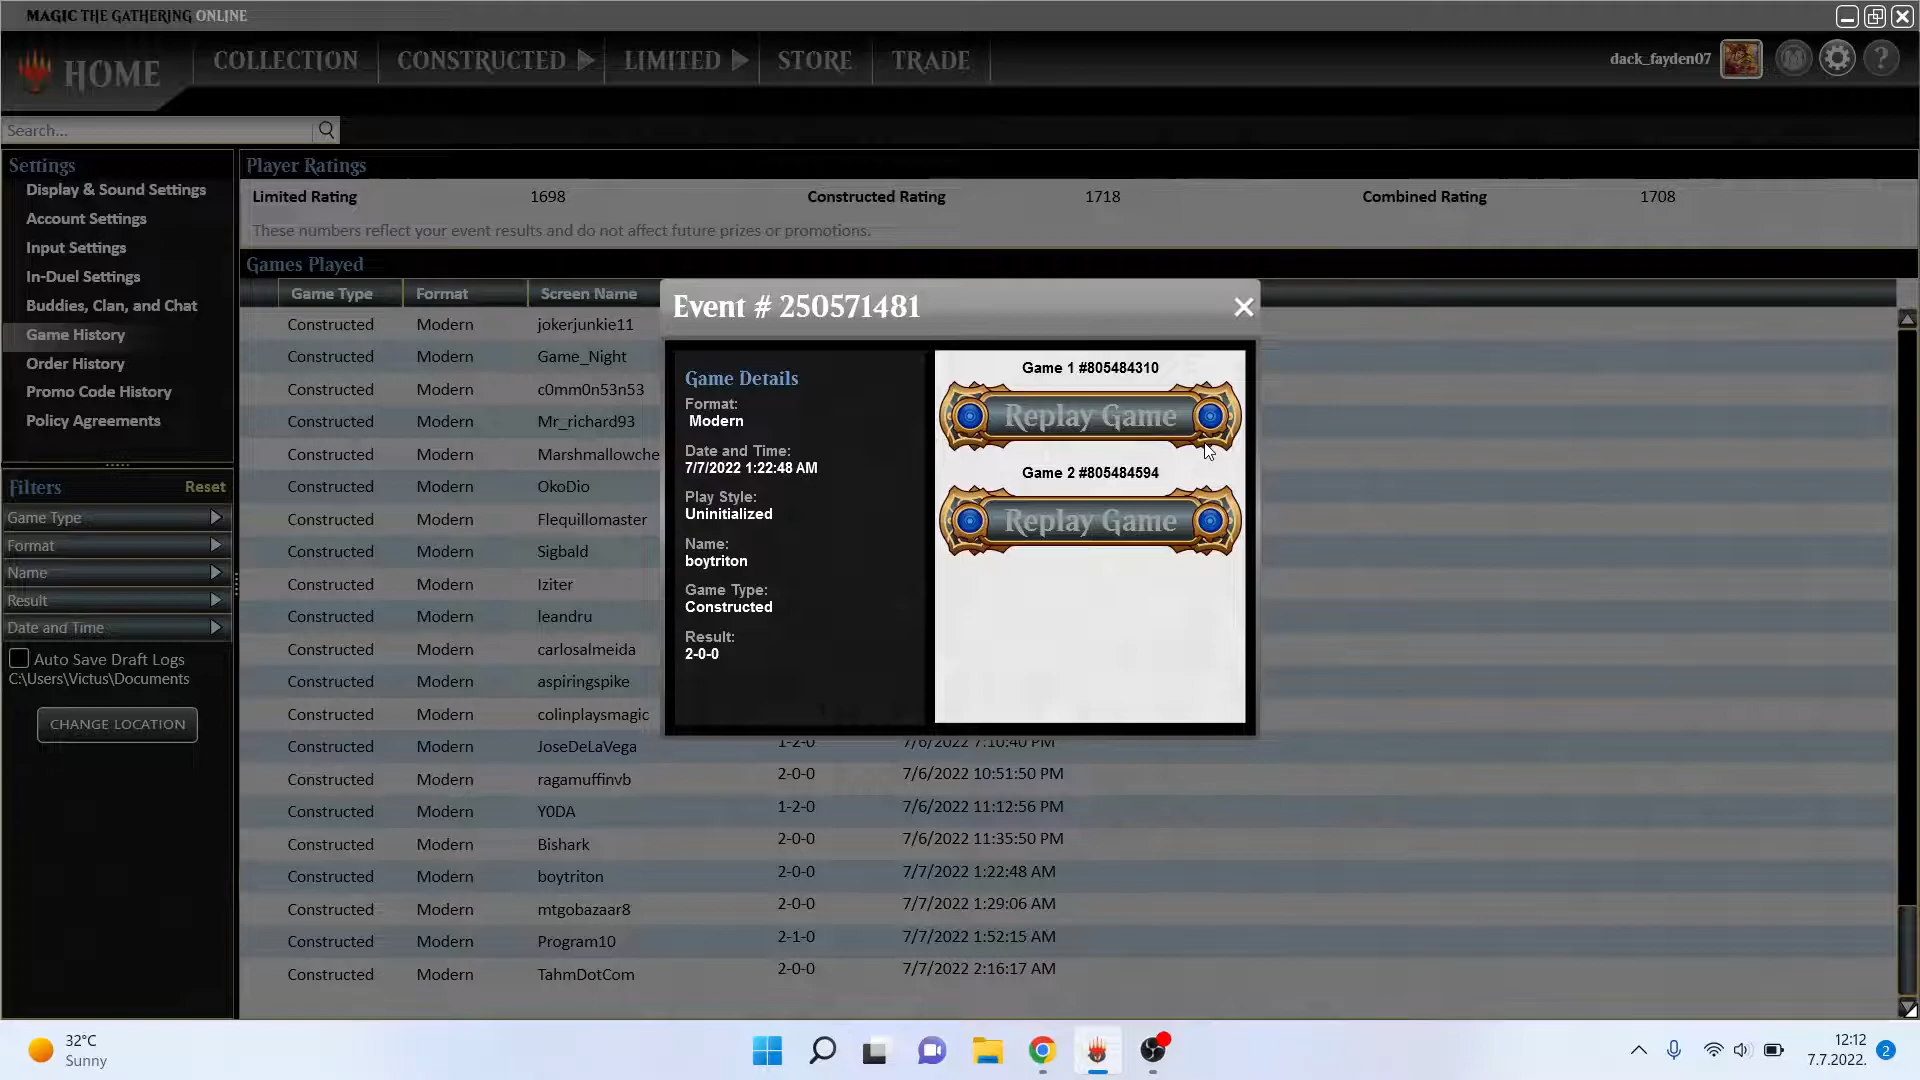 MAGIC THE GATHERING ONLINE
HOME
COLLECTION
CONSTRUCTED
LIMITED
STORE
TRADE
dack_fayden07
Search...
Settings
Display & Sound Settings
Account Settings
Input Settings
In-Duel Settings
Buddies, Clan, and Chat
Game History
Order History
Promo Code History
Policy Agreements
Filters Reset
Game Type
Format
Name
Result
Date and Time
Auto Save Draft Logs
C:\Users\Victus\Documents
CHANGE LOCATION
Player Ratings
Limited Rating 1698 Constructed Rating 1718 Combined Rating 1708
These numbers reflect your event results and do not affect future prizes or promotions.
Games Played
Game Type Format Screen Name
Constructed Modern jokerjunkie11
Constructed Modern Game_Night
Constructed Modern c0mm0n53n53
Constructed Modern Mr_richard93
Constructed Modern Marshmallowche
Constructed Modern OkoDio
Constructed Modern Flequillomaster
Constructed Modern Sigbald
Constructed Modern Iziter
Constructed Modern leandru
Constructed Modern carlosalmeida
Constructed Modern aspiringspike
Constructed Modern colinplaysmagic
Constructed Modern JoseDeLaVega 1-2-0 7/6/2022 7:10:40 PM
Constructed Modern ragamuffinvb 2-0-0 7/6/2022 10:51:50 PM
Constructed Modern Y0DA 1-2-0 7/6/2022 11:12:56 PM
Constructed Modern Bishark 2-0-0 7/6/2022 11:35:50 PM
Constructed Modern boytriton 2-0-0 7/7/2022 1:22:48 AM
Constructed Modern mtgobazaar8 2-0-0 7/7/2022 1:29:06 AM
Constructed Modern Program10 2-1-0 7/7/2022 1:52:15 AM
Constructed Modern TahmDotCom 2-0-0 7/7/2022 2:16:17 AM
Event # 250571481
Game Details
Format:
Modern
Date and Time:
7/7/2022 1:22:48 AM
Play Style:
Uninitialized
Name:
boytriton
Game Type:
Constructed
Result:
2-0-0
Game 1 #805484310
Replay Game
Game 2 #805484594
Replay Game
32°C
Sunny
12:12
7.7.2022.
2